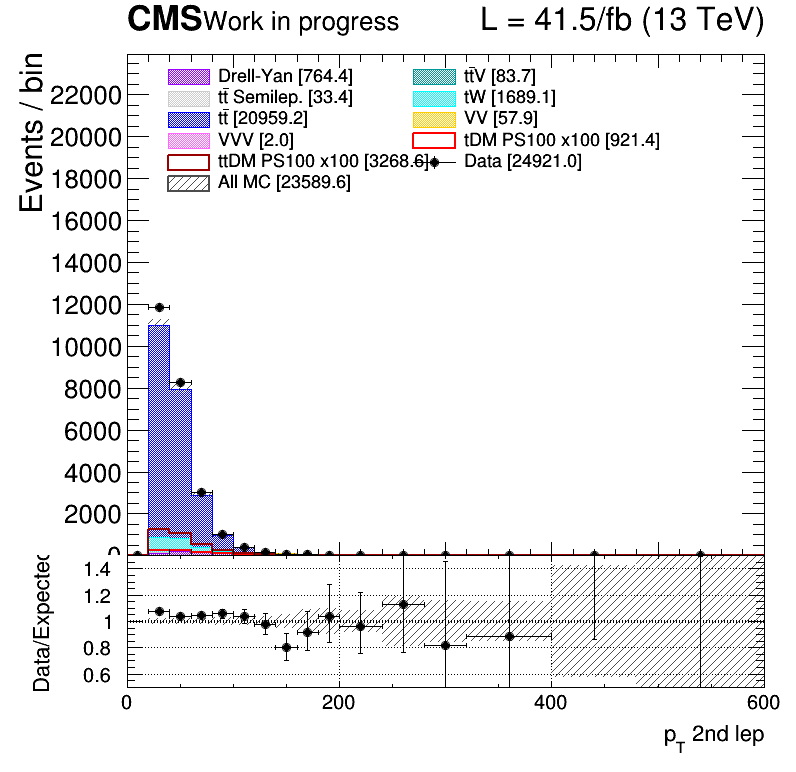 CMS Work in progress L = 41.5/fb (13 TeV)
Events / bin
Drell-Yan [764.4] tt̄V [83.7]
tt̄ Semilep. [33.4] tW [1689.1]
tt̄ [20959.2] VV [57.9]
VVV [2.0] tDM PS100 x100 [921.4]
ttDM PS100 x100 [3268.6] Data [24921.0]
All MC [23589.6]
22000
20000
18000
16000
14000
12000
10000
8000
6000
4000
2000
0
Data/Expected
1.4
1.2
1
0.8
0.6
0 200 400 600
p_T 2nd lep